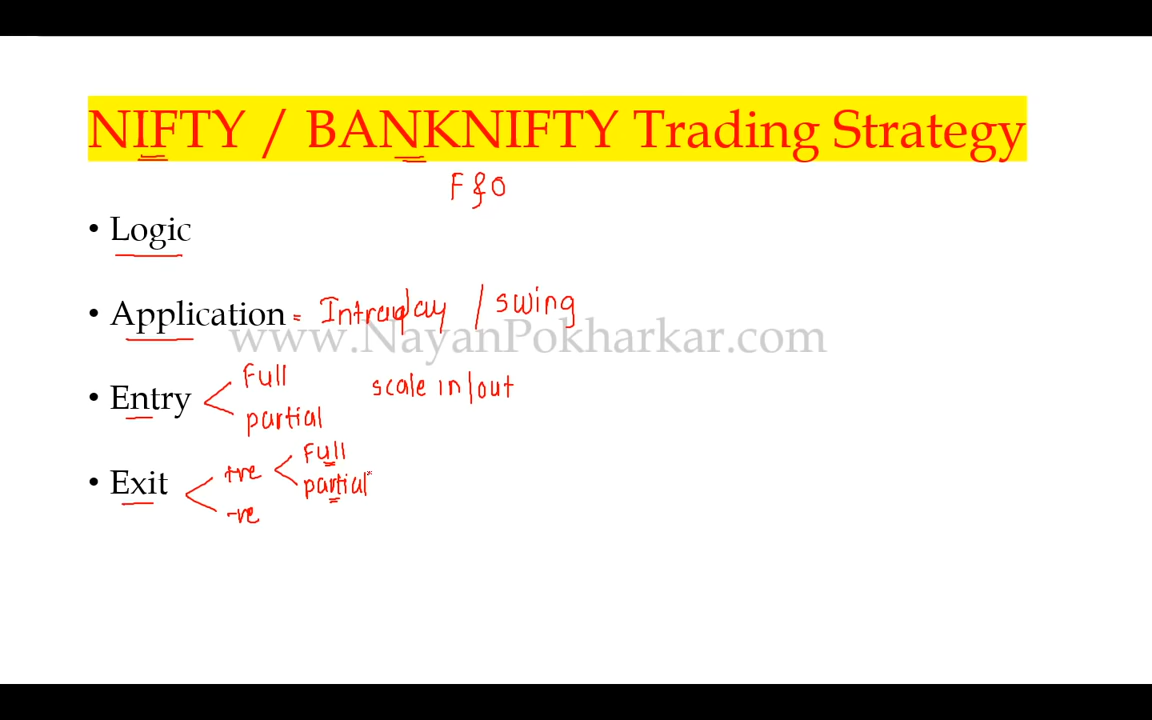 NIFTY / BANKNIFTY Trading Strategy
F & O
• Logic
• Application = Intraday / swing
www.NayanPokharkar.com
Full
• Entry scale in/out
partial
Full
+ve
• Exit partial
-ve